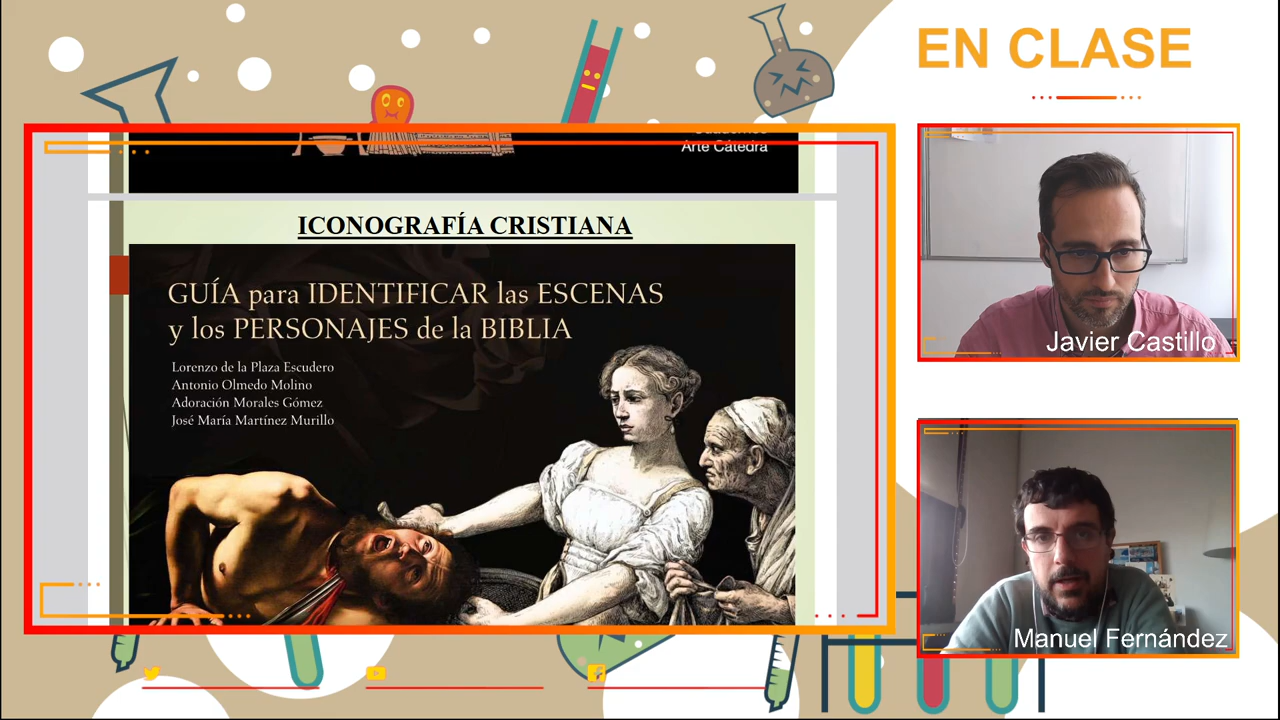 EN CLASE
Arte Cátedra
ICONOGRAFÍA CRISTIANA
GUÍA para IDENTIFICAR las ESCENAS
y los PERSONAJES de la BIBLIA
Lorenzo de la Plaza Escudero
Antonio Olmedo Molino
Adoración Morales Gómez
José María Martínez Murillo
Javier Castillo
Manuel Fernández